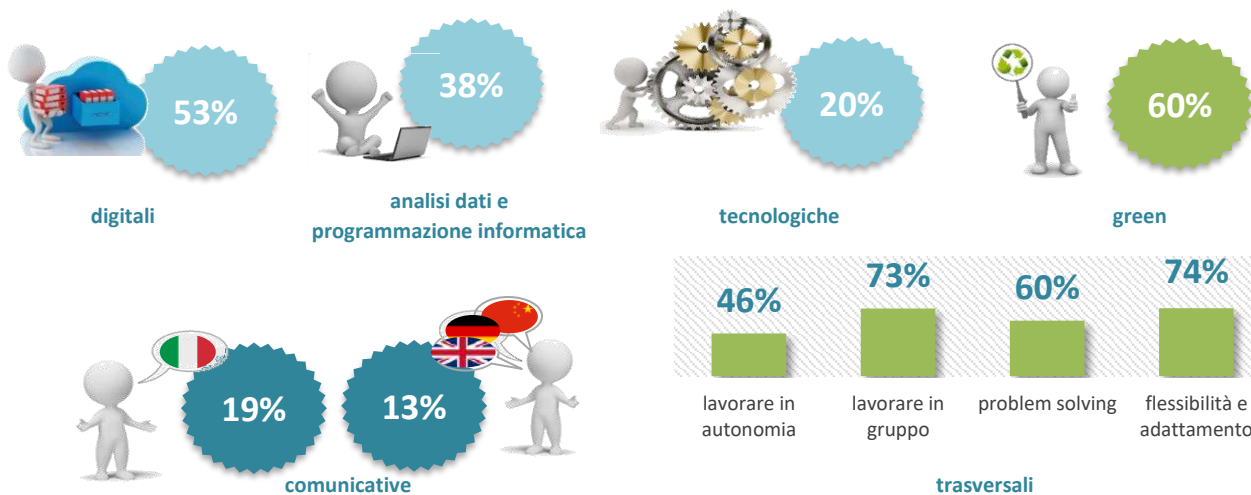 53%
38%
20%
60%
digitali
analisi dati e
programmazione informatica
tecnologiche
green
19%
13%
comunicative
46%
73%
60%
74%
lavorare in
autonomia
lavorare in
gruppo
problem solving
flessibilità e
adattamento
trasversali